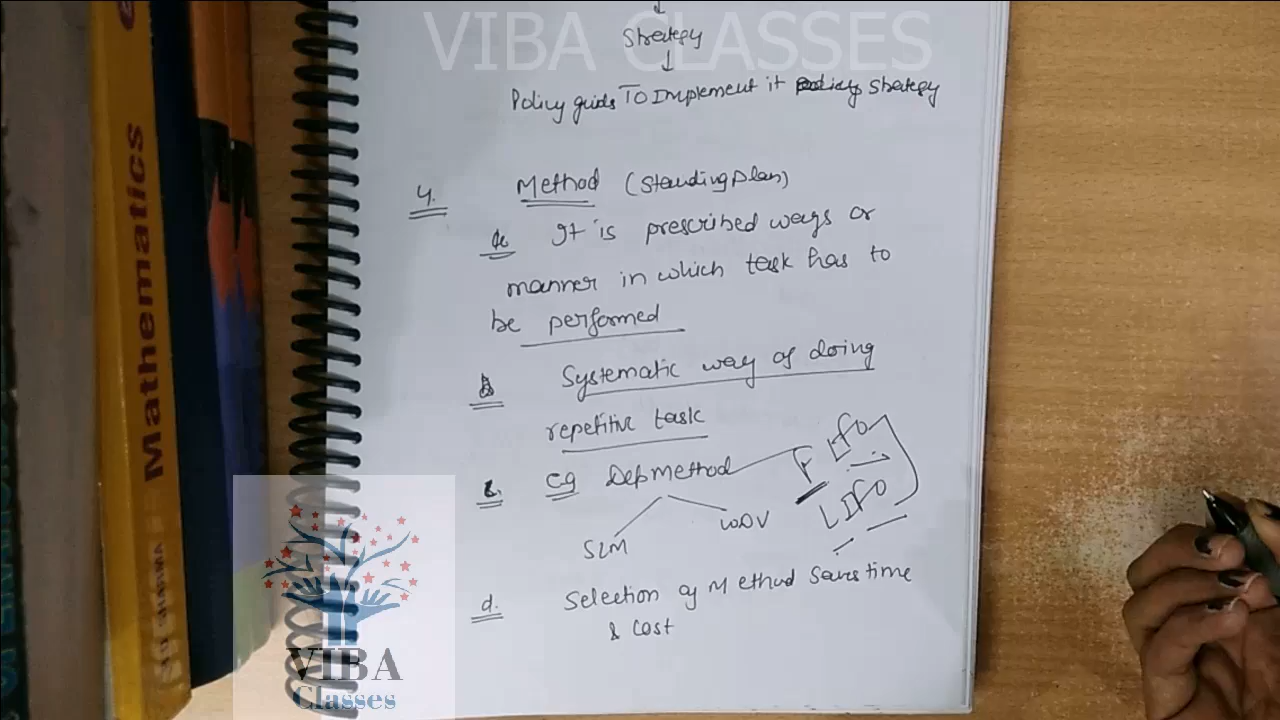 VIBA CLASSES
Strategy
Policy guids To Implement it policy strategy
4. Method (Standing plan)
a. It is prescribed ways or
manner in which task has to
be performed
b. Systematic way of doing
repetitive task
c. eg Dep method
SLM WDV
LIFO
d. Selection of Method Saves time
& Cost
Mathematics
SHARMA
VIBA
Classes